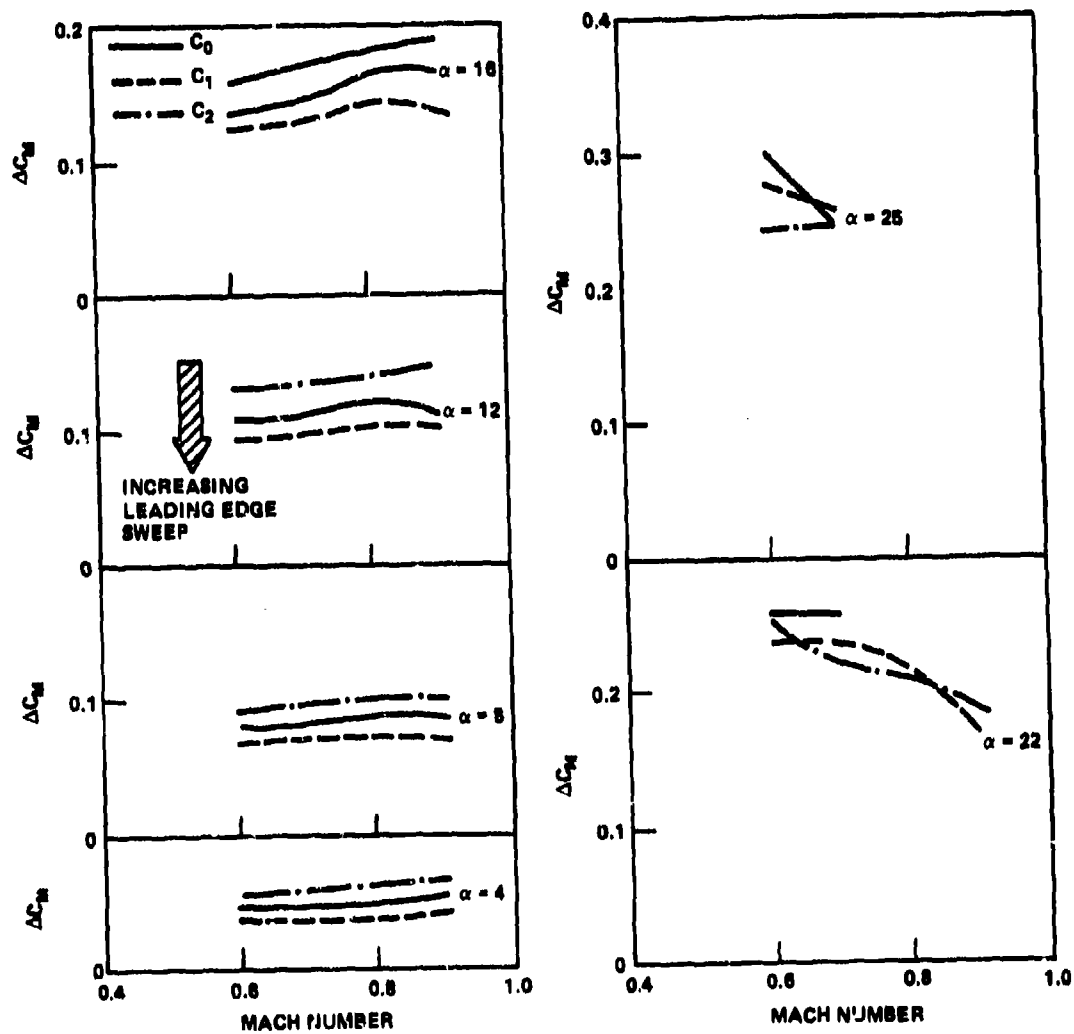 0.2
C0
C1
C2
α = 16
0.1
ΔCM
0
α = 12
0.1
ΔCM
INCREASING
LEADING EDGE
SWEEP
0
0.1
α = 8
ΔCM
0
α = 4
ΔCM
0
0.4
0.6
0.8
1.0
MACH NUMBER
0.4
0.3
α = 25
ΔCM
0.2
0.1
0
0.2
α = 22
ΔCM
0.1
0
0.4
0.6
0.8
1.0
MACH NUMBER